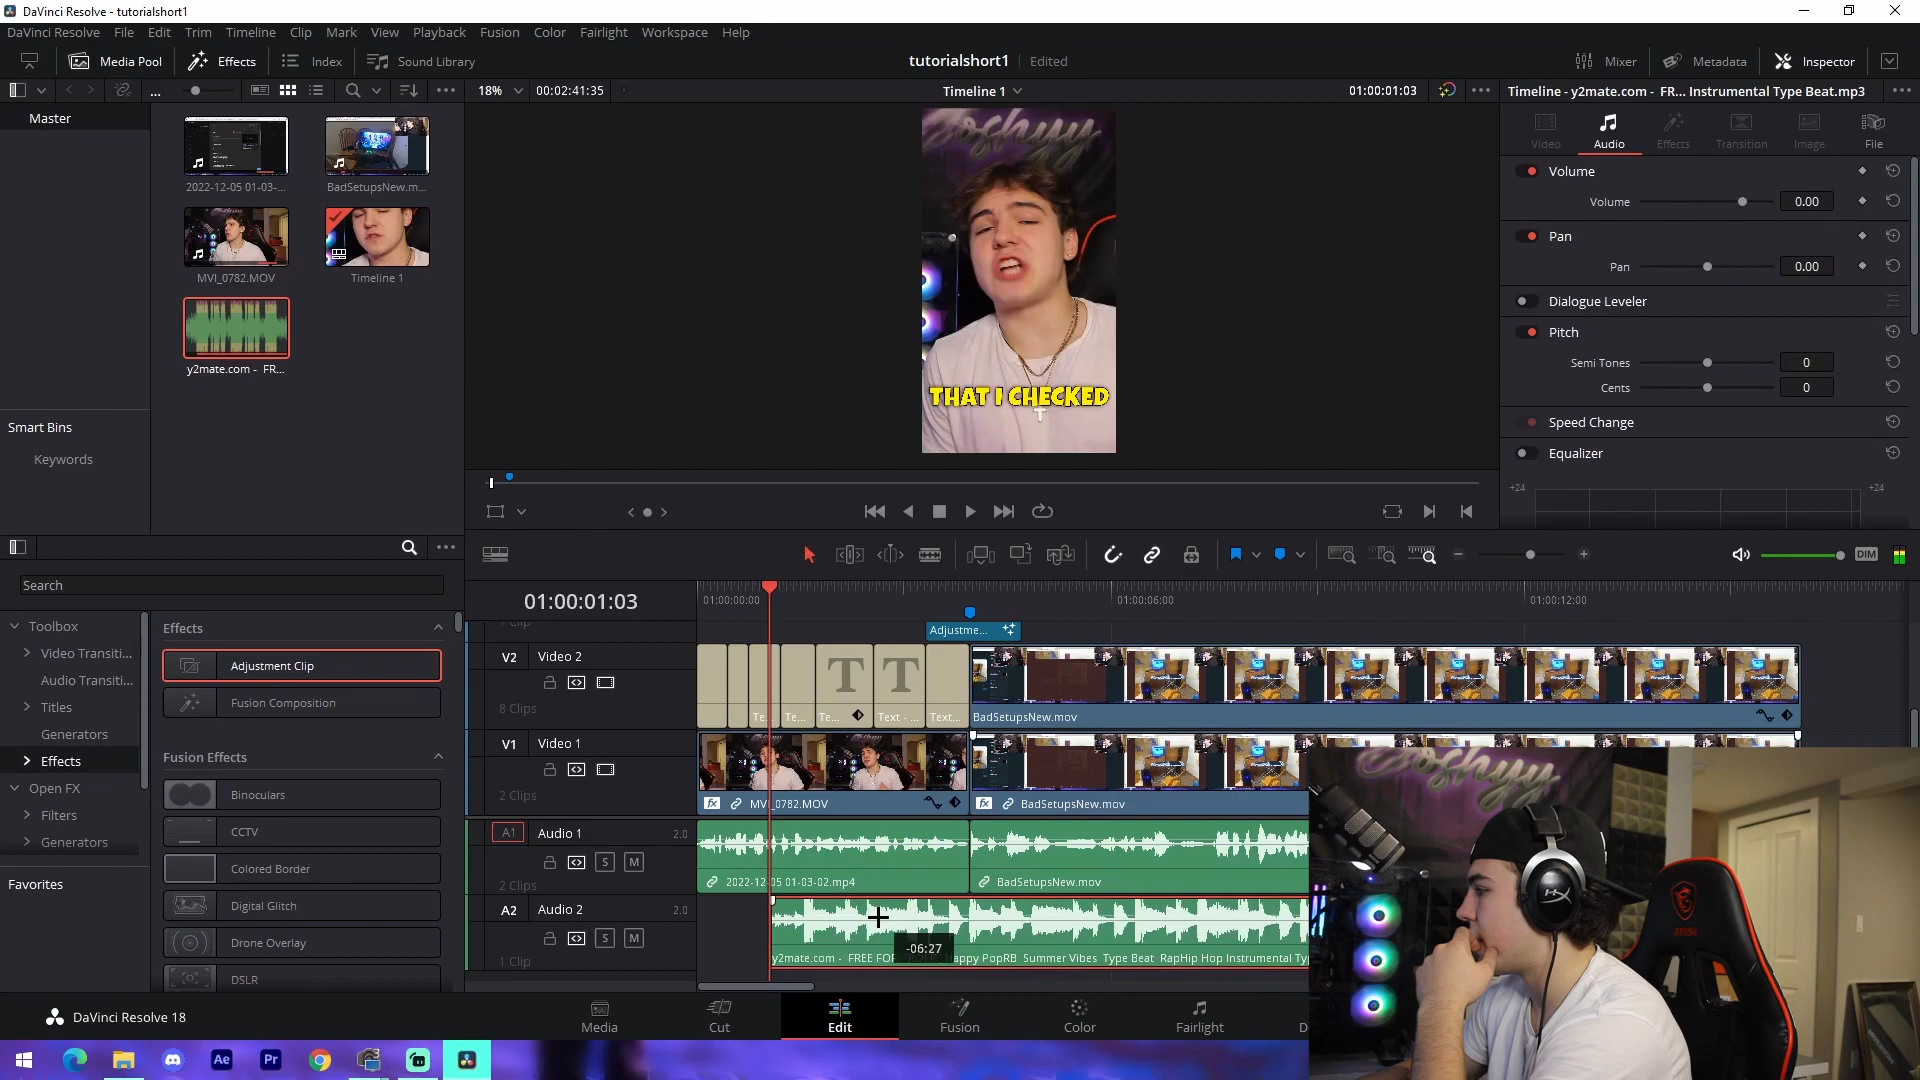 DaVinci Resolve - tutorialshort1
DaVinci Resolve File Edit Trim Timeline Clip Mark View Playback Fusion Color Fairlight Workspace Help
Media Pool Effects Index Sound Library
tutorialshort1 Edited
Mixer Metadata Inspector
18% 00:02:41:35
Timeline 1
01:00:01:03
Timeline - y2mate.com - FR... Instrumental Type Beat.mp3
Master
2022-12-05 01-03-... BadSetupsNew.m...
MVI_0782.MOV Timeline 1
y2mate.com - FR...
Smart Bins
Keywords
Joshyy
THAT I CHECKED
Video Audio Effects Transition Image File
Volume
Volume 0.00
Pan
Pan 0.00
Dialogue Leveler
Pitch
Semi Tones 0
Cents 0
Speed Change
Equalizer
+24 +24
DIM
Search
Toolbox
Video Transiti...
Audio Transiti...
Titles
Generators
Effects
Open FX
Filters
Generators
Favorites
Effects
Adjustment Clip
Fusion Composition
Fusion Effects
Binoculars
CCTV
Colored Border
Digital Glitch
Drone Overlay
DSLR
01:00:01:03
01:00:00:00 01:00:06:00 01:00:12:00
1 Clip
Adjustme...
V2 Video 2
8 Clips
Te... Te... Te... Text - ... Text... BadSetupsNew.mov
V1 Video 1
2 Clips
fx MVI_0782.MOV fx BadSetupsNew.mov
A1 Audio 1 2.0
S M
2 Clips
2022-12-05 01-03-02.mp4 BadSetupsNew.mov
A2 Audio 2 2.0
S M
1 Clip
-06:27
y2mate.com - FREE FOR appy PopRB Summer Vibes Type Beat RapHip Hop Instrumental Ty
Joshyy
DaVinci Resolve 18
Media Cut Edit Fusion Color Fairlight D
Ae Pr